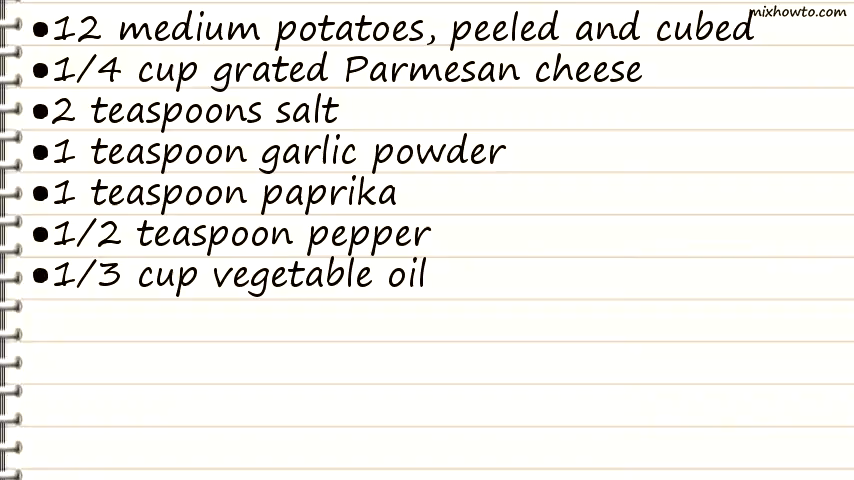 mixhowto.com
•12 medium potatoes, peeled and cubed
•1/4 cup grated Parmesan cheese
•2 teaspoons salt
•1 teaspoon garlic powder
•1 teaspoon paprika
•1/2 teaspoon pepper
•1/3 cup vegetable oil